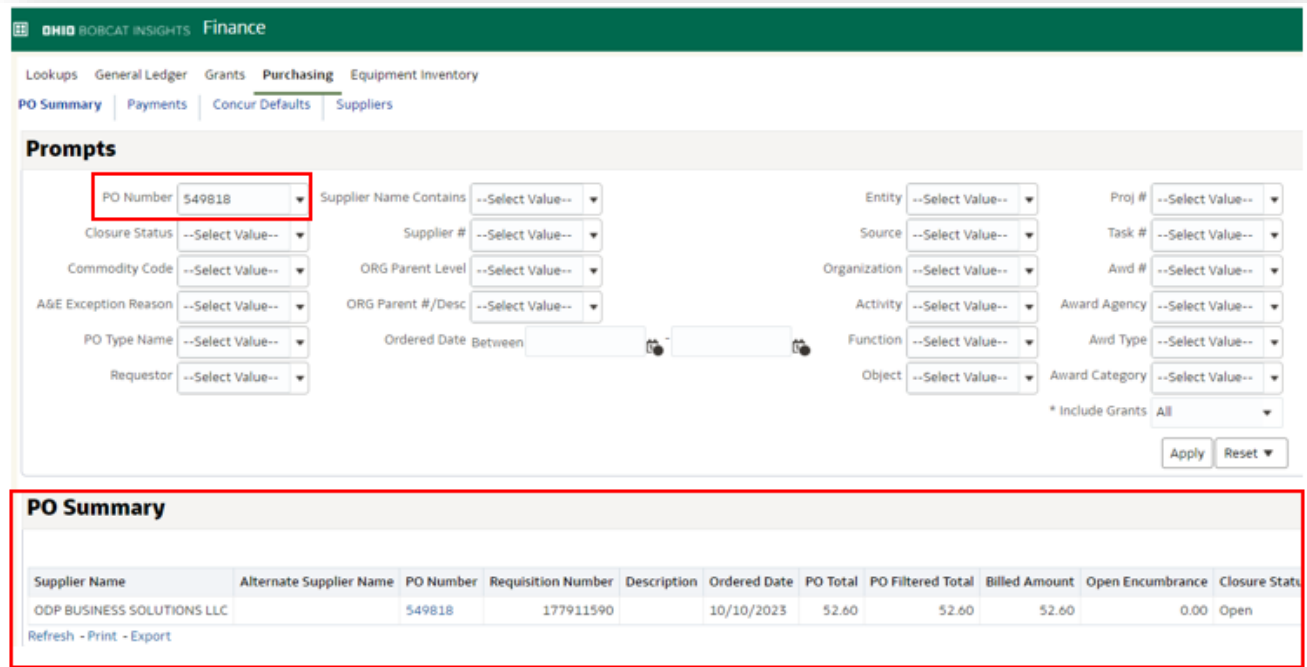 OHIO BOBCAT INSIGHTS Finance
Lookups General Ledger Grants Purchasing Equipment Inventory
PO Summary Payments Concur Defaults Suppliers
Prompts
PO Number 549818 Supplier Name Contains --Select Value-- Entity --Select Value-- Proj # --Select Value--
Closure Status --Select Value-- Supplier # --Select Value-- Source --Select Value-- Task # --Select Value--
Commodity Code --Select Value-- ORG Parent Level --Select Value-- Organization --Select Value-- Awd # --Select Value--
A&E Exception Reason --Select Value-- ORG Parent #/Desc --Select Value-- Activity --Select Value-- Award Agency --Select Value--
PO Type Name --Select Value-- Ordered Date Between - Function --Select Value-- Awd Type --Select Value--
Requestor --Select Value-- Object --Select Value-- Award Category --Select Value--
* Include Grants All
Apply Reset
PO Summary
Supplier Name Alternate Supplier Name PO Number Requisition Number Description Ordered Date PO Total PO Filtered Total Billed Amount Open Encumbrance Closure Statu
ODP BUSINESS SOLUTIONS LLC 549818 177911590 10/10/2023 52.60 52.60 52.60 0.00 Open
Refresh - Print - Export